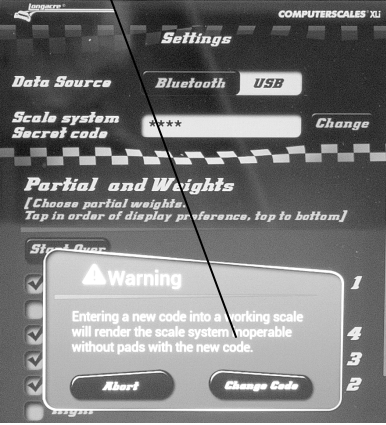 Longacre®
COMPUTERSCALES™ XLi
Settings
Data Source
Bluetooth
USB
Scale system
Secret code
****
Change
Partial and Weights
[Choose partial weights.
Tap in order of display preference, top to bottom]
Start Over
Warning
1
Entering a new code into a working scale
will render the scale system inoperable
without pads with the new code.
4
3
2
Abort
Change Code
Right